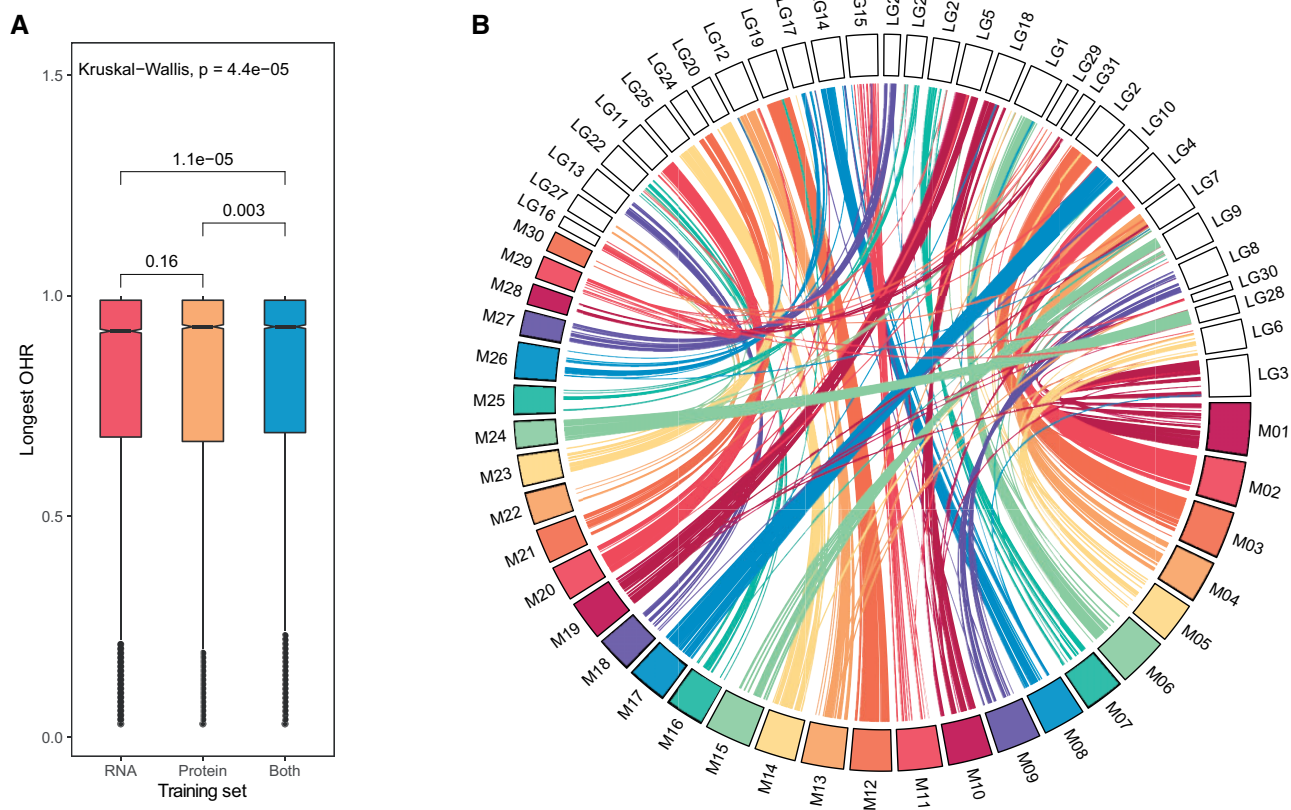 A
Kruskal−Wallis, p = 4.4e−05
1.1e−05
0.003
0.16
1.5
1.0
0.5
0.0
Longest OHR
RNA
Protein
Both
Training set
B
LG16
LG27
LG13
LG22
LG11
LG25
LG24
LG20
LG12
LG19
LG17
LG14
LG15
LG5
LG18
LG1
LG29
LG31
LG2
LG10
LG4
LG7
LG9
LG8
LG30
LG28
LG6
LG3
M01
M02
M03
M04
M05
M06
M07
M08
M09
M10
M11
M12
M13
M14
M15
M16
M17
M18
M19
M20
M21
M22
M23
M24
M25
M26
M27
M28
M29
M30